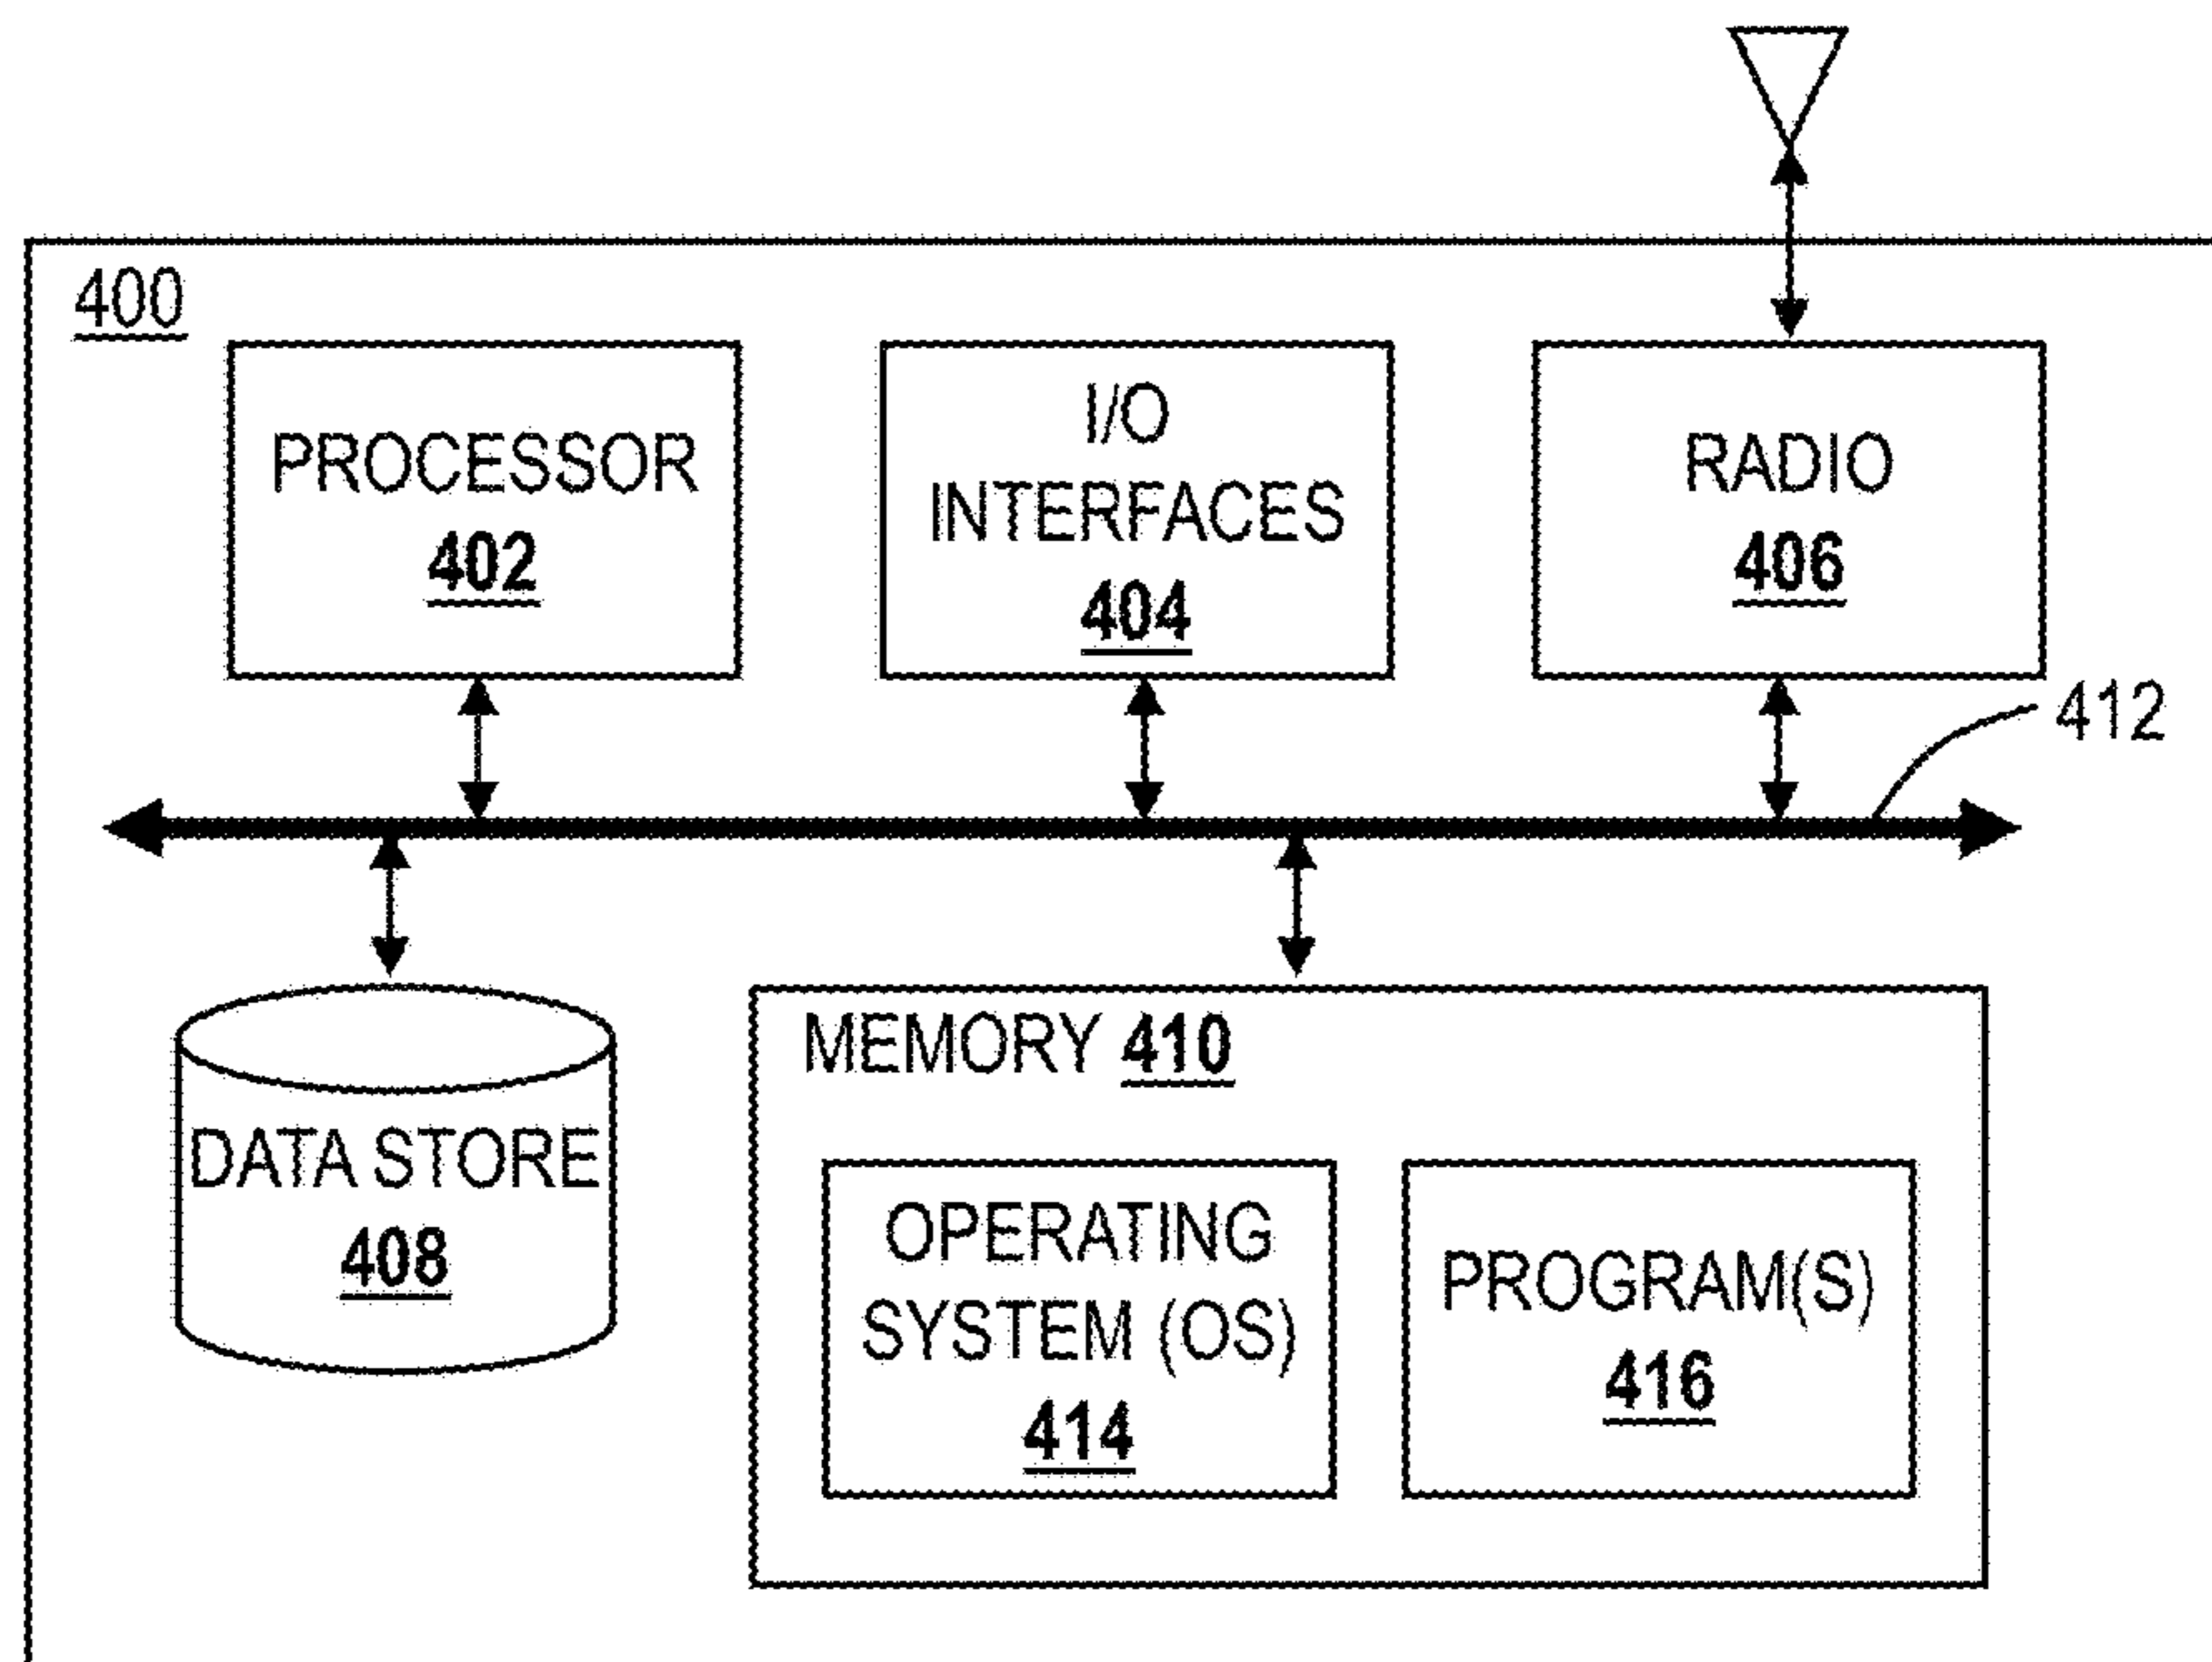 400
PROCESSOR
402
I/O
INTERFACES
404
RADIO
406
412
DATA STORE
408
MEMORY 410
OPERATING
SYSTEM (OS)
414
PROGRAM(S)
416